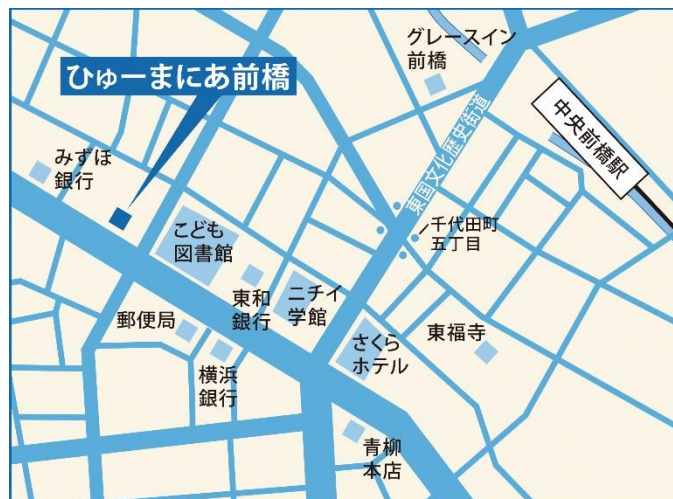 グレースイン
前橋
ひゅーまにあ前橋
中央前橋駅
東国文化歴史街道
みずほ
銀行
千代田町
五丁目
こども
図書館
東和
銀行
ニチイ
学館
郵便局
さくら
ホテル
東福寺
横浜
銀行
青柳
本店